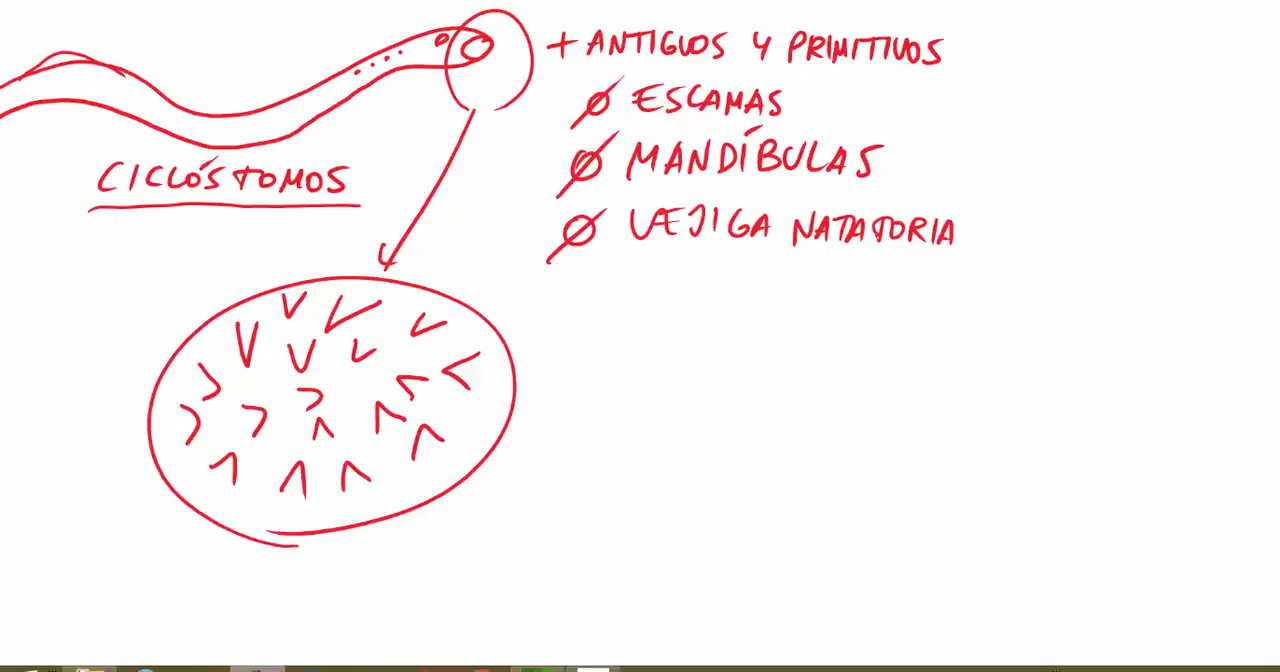 + ANTIGUOS Y PRIMITIVOS
Ø ESCAMAS
Ø MANDÍBULAS
Ø VEJIGA NATATORIA
CICLÓSTOMOS